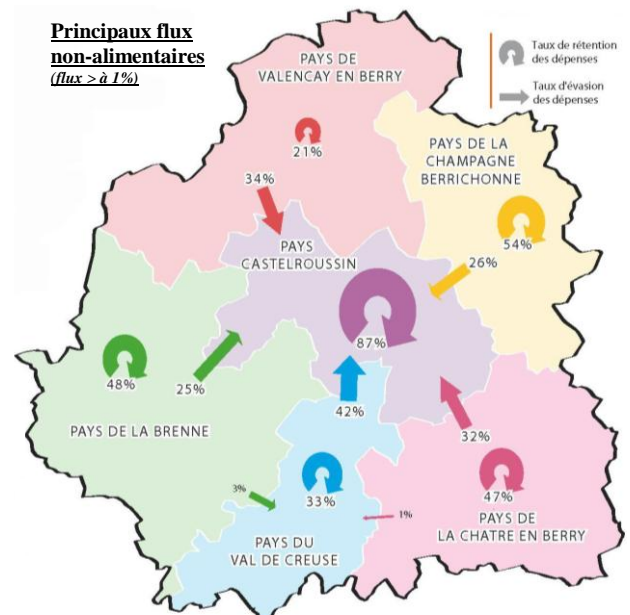 Principaux flux
non-alimentaires
(flux > à 1%)
Taux de rétention
des dépenses
Taux d'évasion
des dépenses
PAYS DE
VALENCAY EN BERRY
21%
34%
PAYS DE LA
CHAMPAGNE
BERRICHONNE
54%
26%
PAYS
CASTELROUSSIN
87%
48%
25%
PAYS DE LA BRENNE
42%
32%
33%
3%
1%
47%
PAYS DE
LA CHATRE EN BERRY
PAYS DU
VAL DE CREUSE